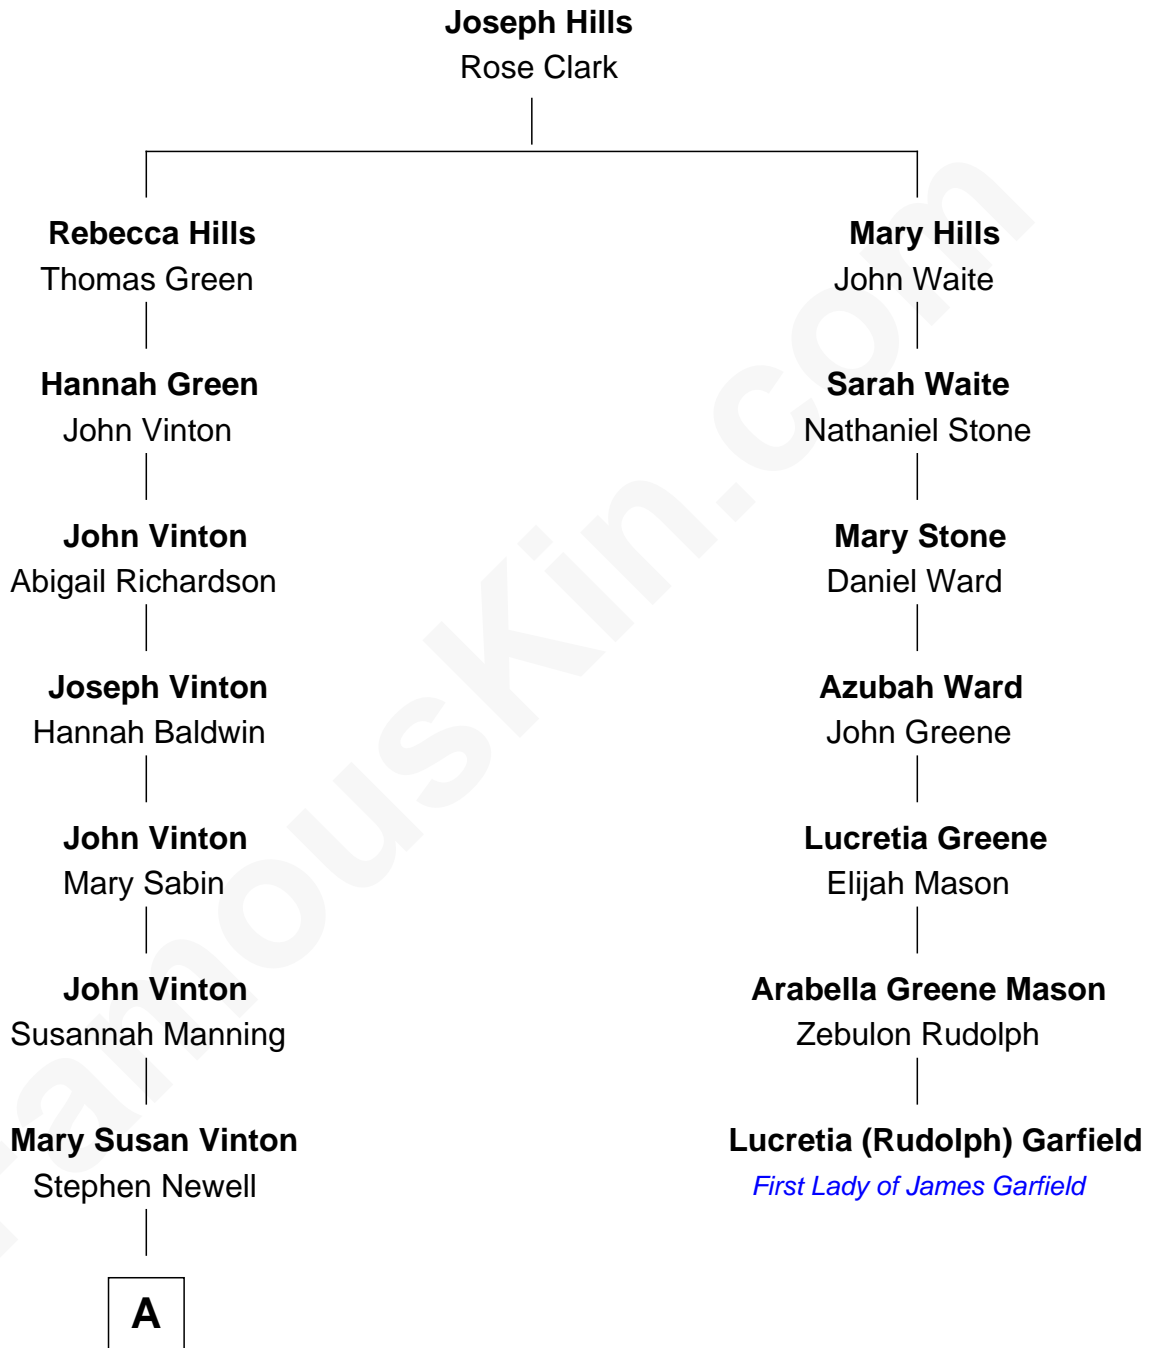 Joseph Hills
Rose Clark
Rebecca Hills
Thomas Green
Mary Hills
John Waite
Hannah Green
John Vinton
Sarah Waite
Nathaniel Stone
John Vinton
Abigail Richardson
Mary Stone
Daniel Ward
Joseph Vinton
Hannah Baldwin
Azubah Ward
John Greene
John Vinton
Mary Sabin
Lucretia Greene
Elijah Mason
John Vinton
Susannah Manning
Arabella Greene Mason
Zebulon Rudolph
Mary Susan Vinton
Stephen Newell
Lucretia (Rudolph) Garfield
First Lady of James Garfield
A
FamousKin.com